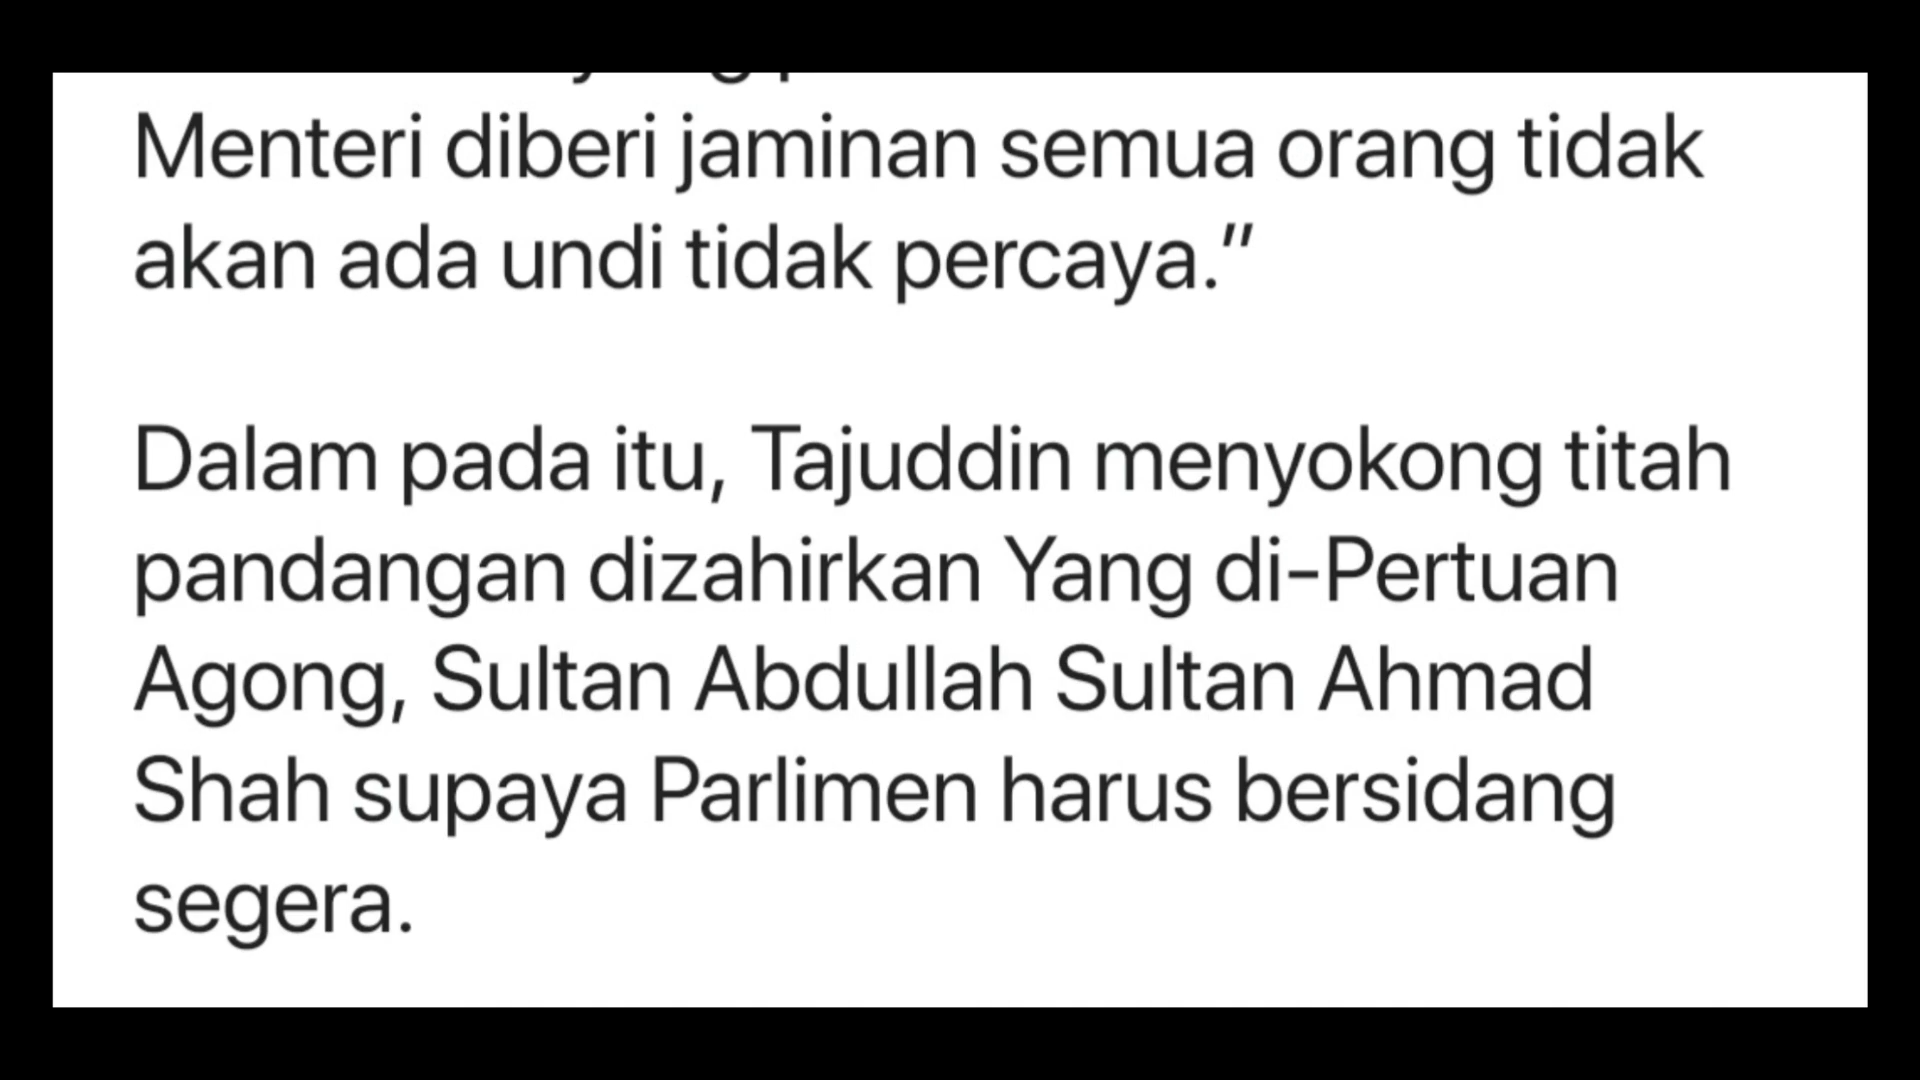 Menteri diberi jaminan semua orang tidak
akan ada undi tidak percaya."
Dalam pada itu, Tajuddin menyokong titah
pandangan dizahirkan Yang di-Pertuan
Agong, Sultan Abdullah Sultan Ahmad
Shah supaya Parlimen harus bersidang
segera.